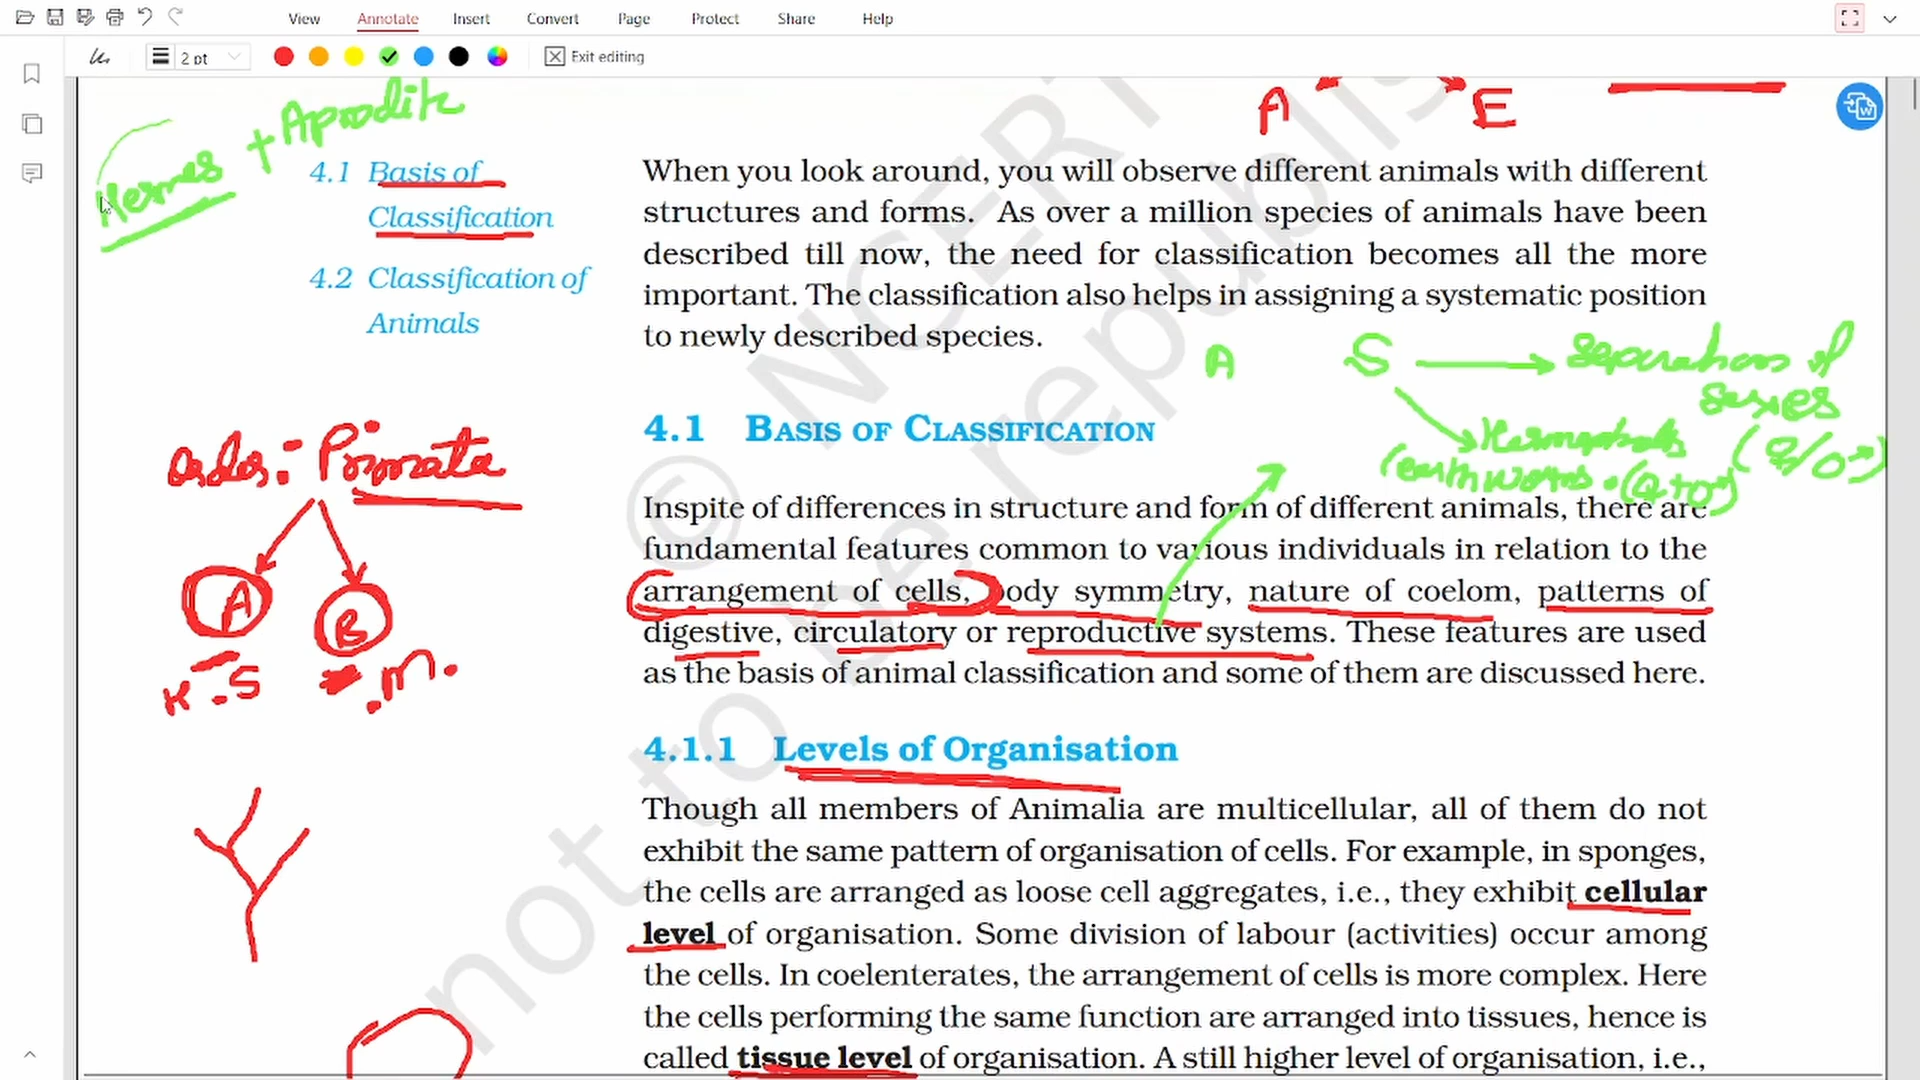 View Annotate Insert Convert Page Protect Share Help
2 pt Exit editing
Hermes + Aprodite
A E
4.1 Basis of
Classification
4.2 Classification of
Animals
When you look around, you will observe different animals with different
structures and forms. As over a million species of animals have been
described till now, the need for classification becomes all the more
important. The classification also helps in assigning a systematic position
to newly described species.
A S separations of
sexes
(♀/♂)
(earthworms. (♀+♂)
4.1 BASIS OF CLASSIFICATION
Order: Primata
A B
K.S .M.
Inspite of differences in structure and form of different animals, there are
fundamental features common to various individuals in relation to the
arrangement of cells, body symmetry, nature of coelom, patterns of
digestive, circulatory or reproductive systems. These features are used
as the basis of animal classification and some of them are discussed here.
4.1.1 Levels of Organisation
Though all members of Animalia are multicellular, all of them do not
exhibit the same pattern of organisation of cells. For example, in sponges,
the cells are arranged as loose cell aggregates, i.e., they exhibit cellular
level of organisation. Some division of labour (activities) occur among
the cells. In coelenterates, the arrangement of cells is more complex. Here
the cells performing the same function are arranged into tissues, hence is
called tissue level of organisation. A still higher level of organisation, i.e.,
© NCERT
not to be republis